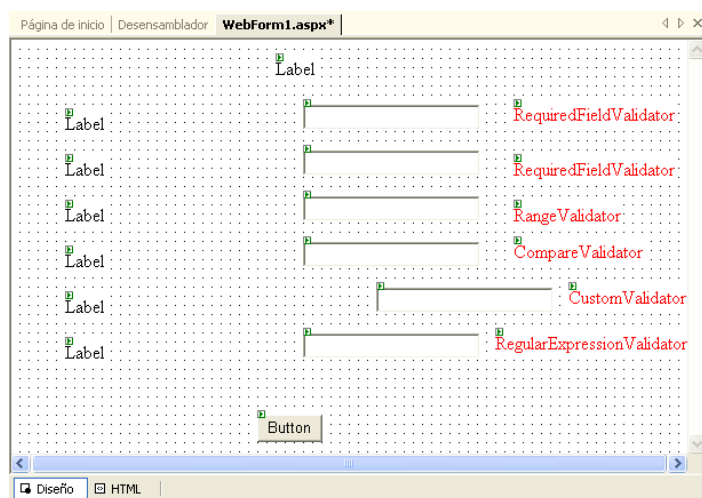 Página de inicio Desensamblador WebForm1.aspx*
Label
Label RequiredFieldValidator
Label RequiredFieldValidator
Label RangeValidator
Label CompareValidator
Label CustomValidator
Label RegularExpressionValidator
Button
Diseño HTML